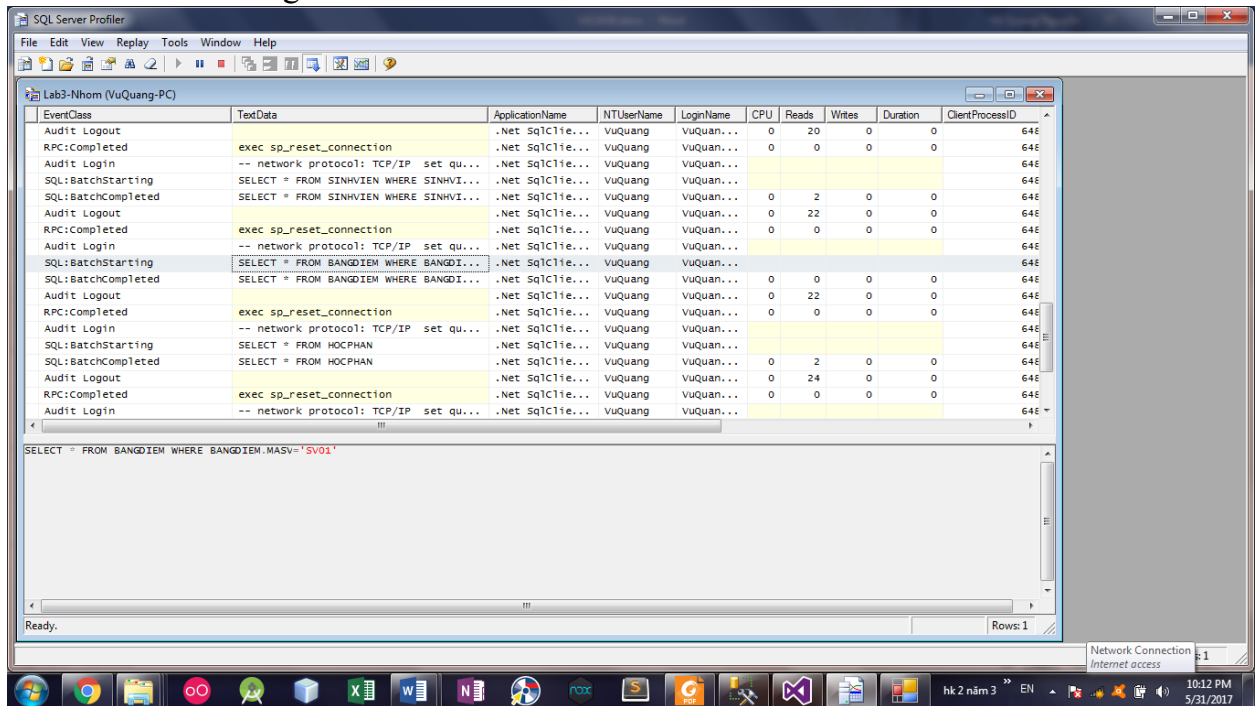 SQL Server Profiler
File Edit View Replay Tools Window Help
Lab3-Nhom (VuQuang-PC)
EventClass TextData ApplicationName NTUserName LoginName CPU Reads Writes Duration ClientProcessID
Audit Logout .Net SqlClie... VuQuang VuQuan... 0 20 0 0 648
RPC:Completed exec sp_reset_connection .Net SqlClie... VuQuang VuQuan... 0 0 0 0 648
Audit Login -- network protocol: TCP/IP set qu... .Net SqlClie... VuQuang VuQuan... 648
SQL:BatchStarting SELECT * FROM SINHVIEN WHERE SINHVI... .Net SqlClie... VuQuang VuQuan... 648
SQL:BatchCompleted SELECT * FROM SINHVIEN WHERE SINHVI... .Net SqlClie... VuQuang VuQuan... 0 2 0 0 648
Audit Logout .Net SqlClie... VuQuang VuQuan... 0 22 0 0 648
RPC:Completed exec sp_reset_connection .Net SqlClie... VuQuang VuQuan... 0 0 0 0 648
Audit Login -- network protocol: TCP/IP set qu... .Net SqlClie... VuQuang VuQuan... 648
SQL:BatchStarting SELECT * FROM BANGDIEM WHERE BANGDI... .Net SqlClie... VuQuang VuQuan... 648
SQL:BatchCompleted SELECT * FROM BANGDIEM WHERE BANGDI... .Net SqlClie... VuQuang VuQuan... 0 0 0 0 648
Audit Logout .Net SqlClie... VuQuang VuQuan... 0 22 0 0 648
RPC:Completed exec sp_reset_connection .Net SqlClie... VuQuang VuQuan... 0 0 0 0 648
Audit Login -- network protocol: TCP/IP set qu... .Net SqlClie... VuQuang VuQuan... 648
SQL:BatchStarting SELECT * FROM HOCPHAN .Net SqlClie... VuQuang VuQuan... 648
SQL:BatchCompleted SELECT * FROM HOCPHAN .Net SqlClie... VuQuang VuQuan... 0 2 0 0 648
Audit Logout .Net SqlClie... VuQuang VuQuan... 0 24 0 0 648
RPC:Completed exec sp_reset_connection .Net SqlClie... VuQuang VuQuan... 0 0 0 0 648
Audit Login -- network protocol: TCP/IP set qu... .Net SqlClie... VuQuang VuQuan... 648
SELECT * FROM BANGDIEM WHERE BANGDIEM.MASV='SV01'
Ready. Rows: 1
Network Connection
Internet access
: 1
hk 2 năm 3 EN 10:12 PM
5/31/2017